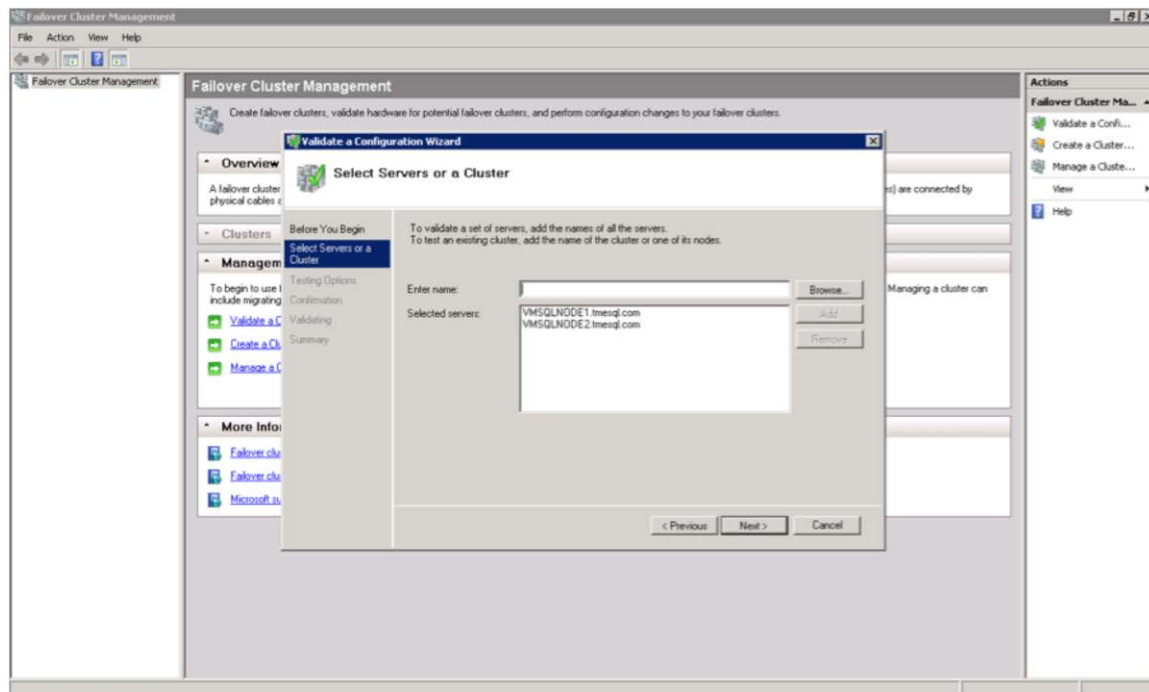 Failover Cluster Management
File Action View Help
Failover Cluster Management
Failover Cluster Management
Create failover clusters, validate hardware for potential failover clusters, and perform configuration changes to your failover clusters.
Overview
A failover cluster
physical cables
es) are connected by
Clusters
Managem
To begin to use
include migrating
Managing a cluster can
Validate a C
Create a Clu
Manage a C
More Infor
Failover clu
Failover clu
Microsoft su
Validate a Configuration Wizard
Select Servers or a Cluster
Before You Begin
Select Servers or a
Cluster
Testing Options
Confirmation
Validating
Summary
To validate a set of servers, add the names of all the servers.
To test an existing cluster, add the name of the cluster or one of its nodes.
Enter name:
Browse...
Selected servers:
VMSQLNODE1.tmesql.com
VMSQLNODE2.tmesql.com
Add
Remove
< Previous Next > Cancel
Actions
Failover Cluster Ma...
Validate a Confi...
Create a Cluster...
Manage a Cluste...
View
Help